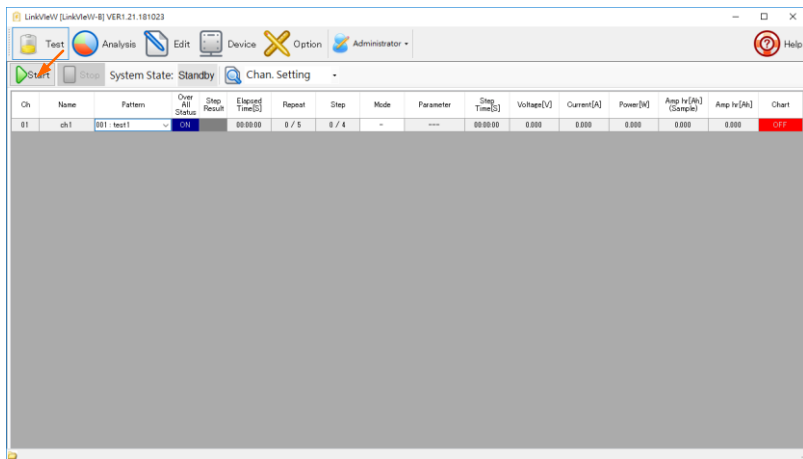 LinkVIeW [LinkVIeW-B] VER1.21.181023
Test Analysis Edit Device Option Administrator Help
Start Stop System State: Standby Chan. Setting
Ch Name Pattern Over All Status Step Result Elapsed Time[S] Repeat Step Mode Parameter Step Time[S] Voltage[V] Current[A] Power[W] Amp hr[Ah] (Sample) Amp hr[Ah] Chart
01 ch1 001 : test1 ON 00:00:00 0 / 5 0 / 4 - --- 00:00:00 0.000 0.000 0.000 0.000 0.000 OFF